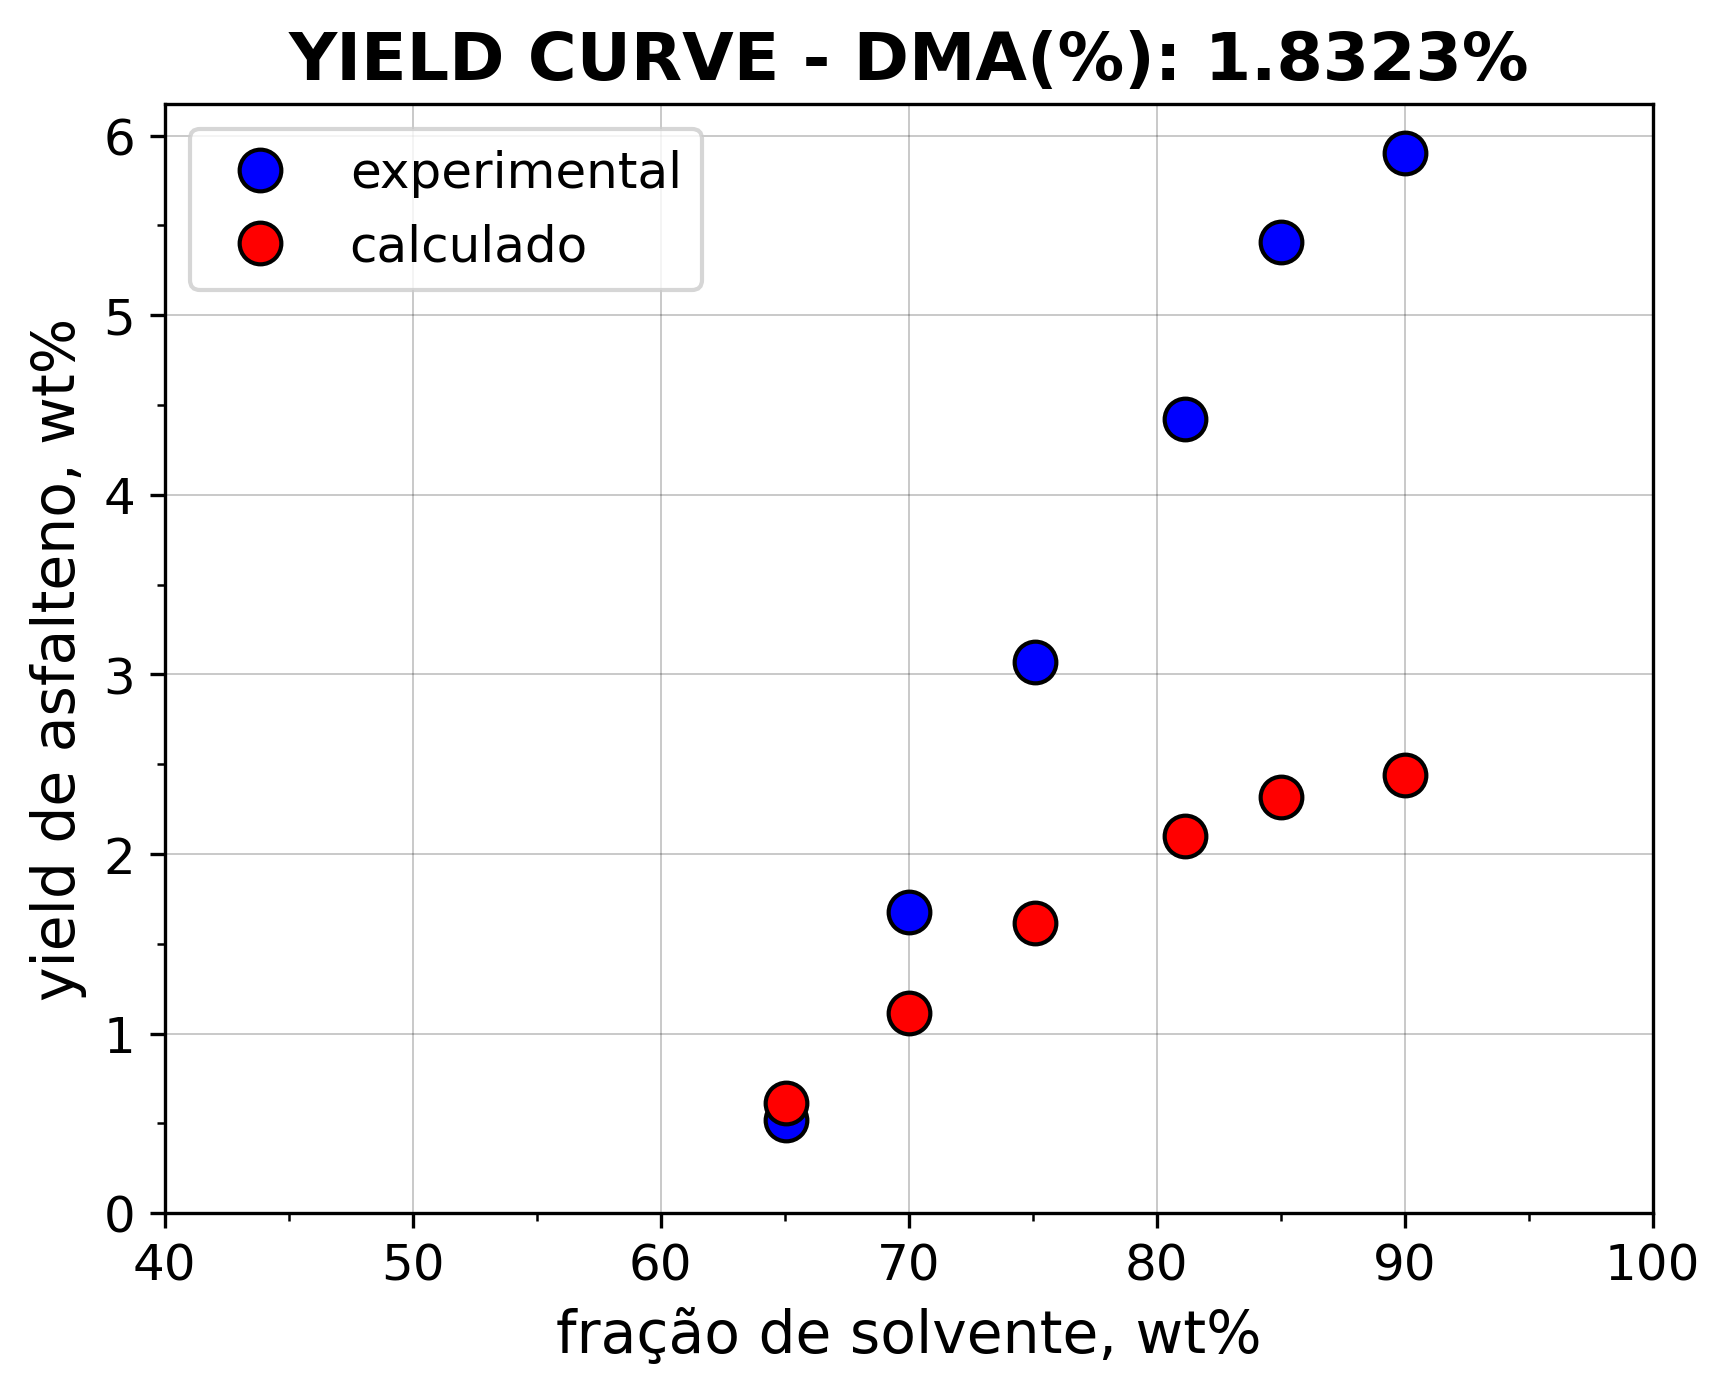 YIELD CURVE - DMA(%): 1.8323%
experimental
calculado
yield de asfalteno, wt%
6
5
4
3
2
1
0
40 50 60 70 80 90 100
fração de solvente, wt%